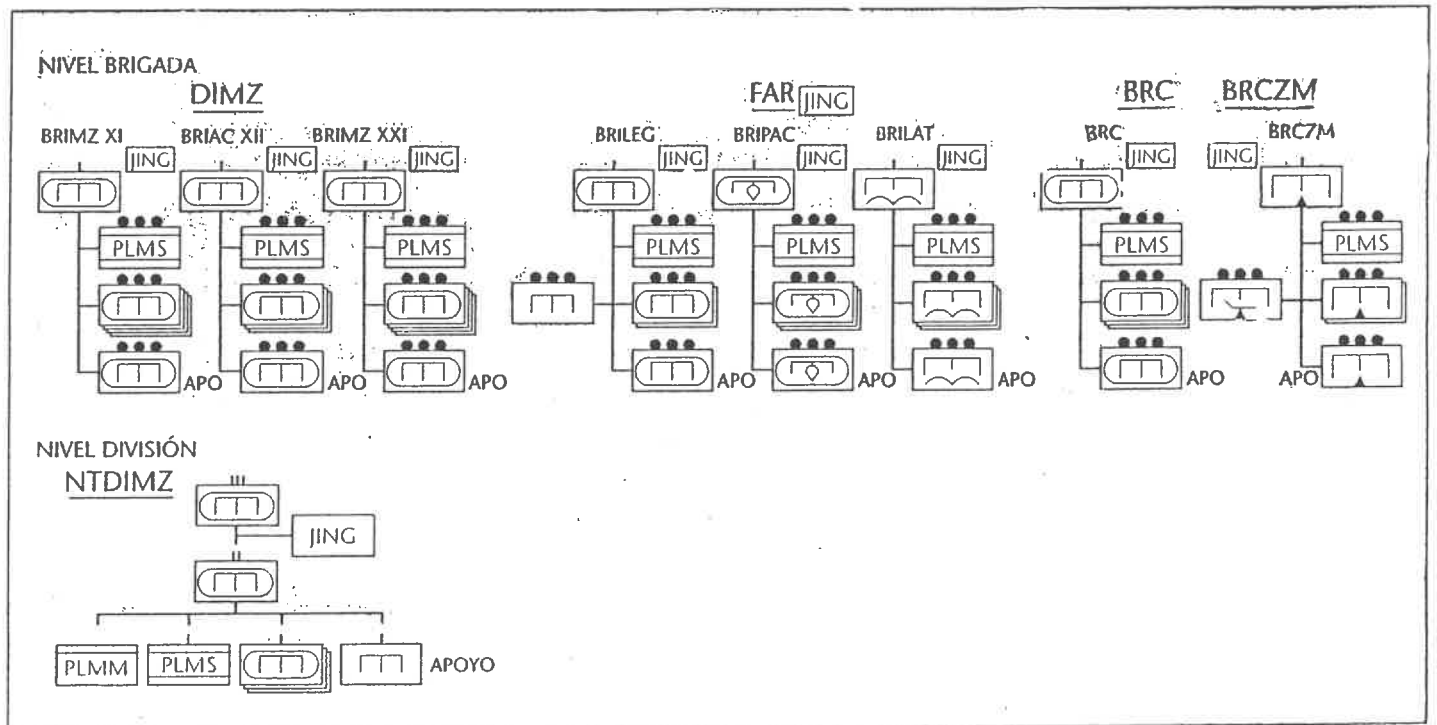 NIVEL BRIGADA
DIMZ FAR JING BRC BRCZM
BRIMZ XI BRIAC XII BRIMZ XXI BRILEG BRIPAC BRILAT BRC BRCZM
JING JING JING JING JING JING JING JING
PLMS PLMS PLMS PLMS PLMS PLMS PLMS PLMS
APO APO APO APO APO APO APO APO
NIVEL DIVISIÓN
NTDIMZ
JING
PLMM PLMS APOYO